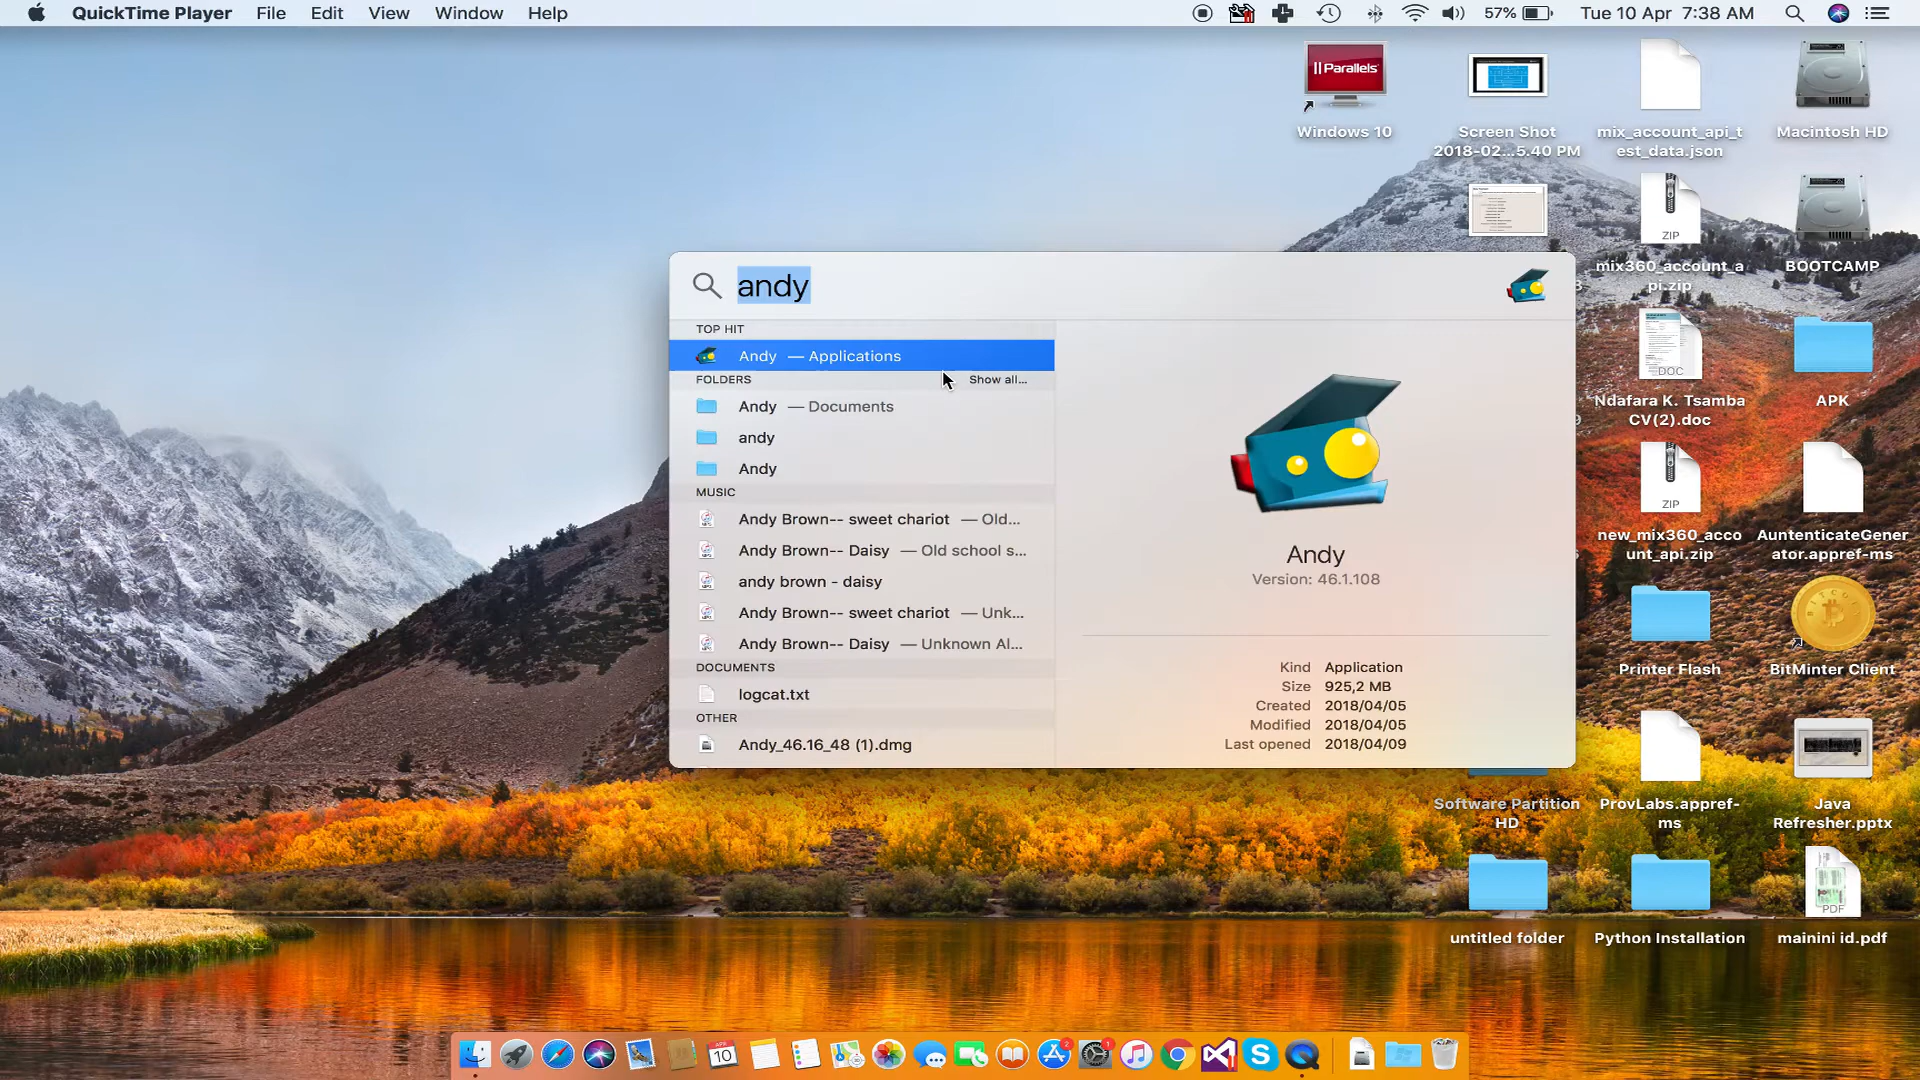 QuickTime Player File Edit View Window Help 57% Tue 10 Apr 7:38 AM
Parallels
Windows 10
Screen Shot
2018-02...5.40 PM
mix_account_api_t
est_data.json
Macintosh HD
ZIP
mix360_account_a
pi.zip
BOOTCAMP
DOC
Ndafara K. Tsamba
CV(2).doc
APK
ZIP
new_mix360_acco
unt_api.zip
AuntenticateGener
ator.appref-ms
Printer Flash
BitMinter Client
Software Partition
HD
ProvLabs.appref-
ms
Java
Refresher.pptx
untitled folder
Python Installation
PDF
mainini id.pdf
andy
TOP HIT
Andy — Applications
FOLDERS Show all...
Andy — Documents
andy
Andy
MUSIC
Andy Brown-- sweet chariot — Old...
Andy Brown-- Daisy — Old school s...
andy brown - daisy
Andy Brown-- sweet chariot — Unk...
Andy Brown-- Daisy — Unknown Al...
DOCUMENTS
logcat.txt
OTHER
Andy_46.16_48 (1).dmg
Andy
Version: 46.1.108
Kind Application
Size 925,2 MB
Created 2018/04/05
Modified 2018/04/05
Last opened 2018/04/09
APR
10
2
1